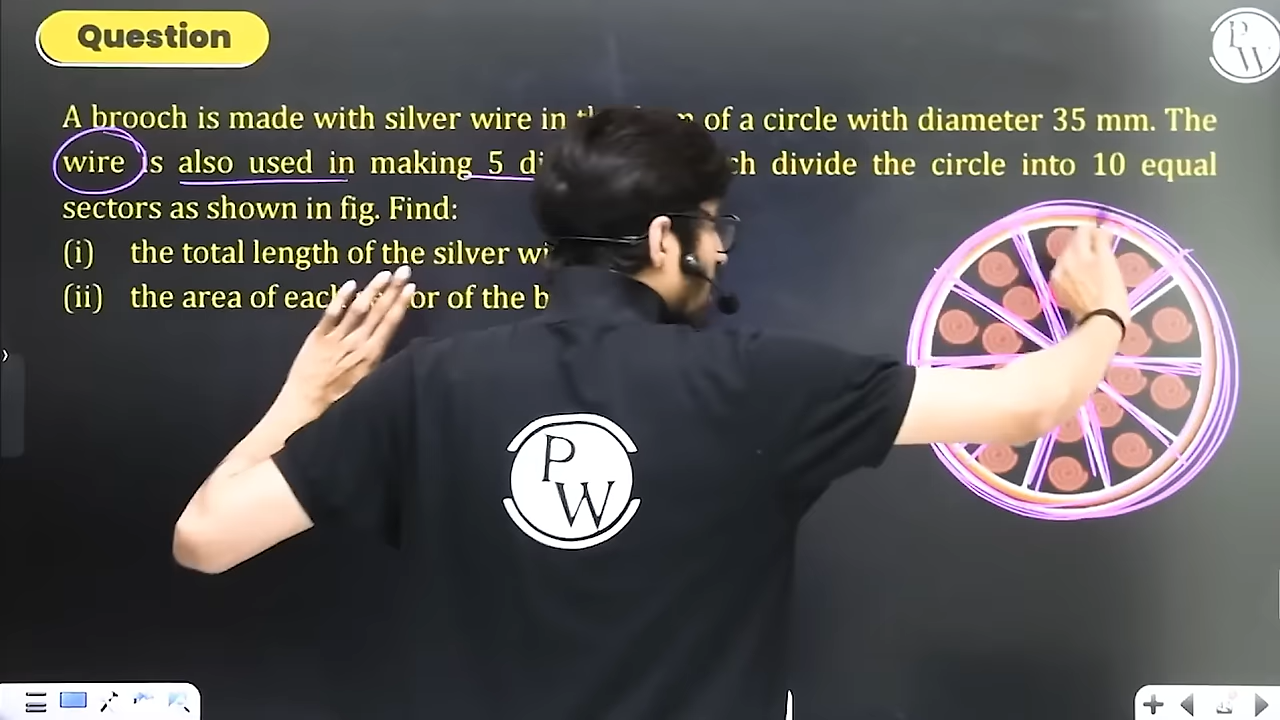 Question
A brooch is made with silver wire in of a circle with diameter 35 mm. The
wire is also used in making 5 divide the circle into 10 equal
sectors as shown in fig. Find:
(i) the total length of the silver
(ii) the area of each of the
P
W
P
W